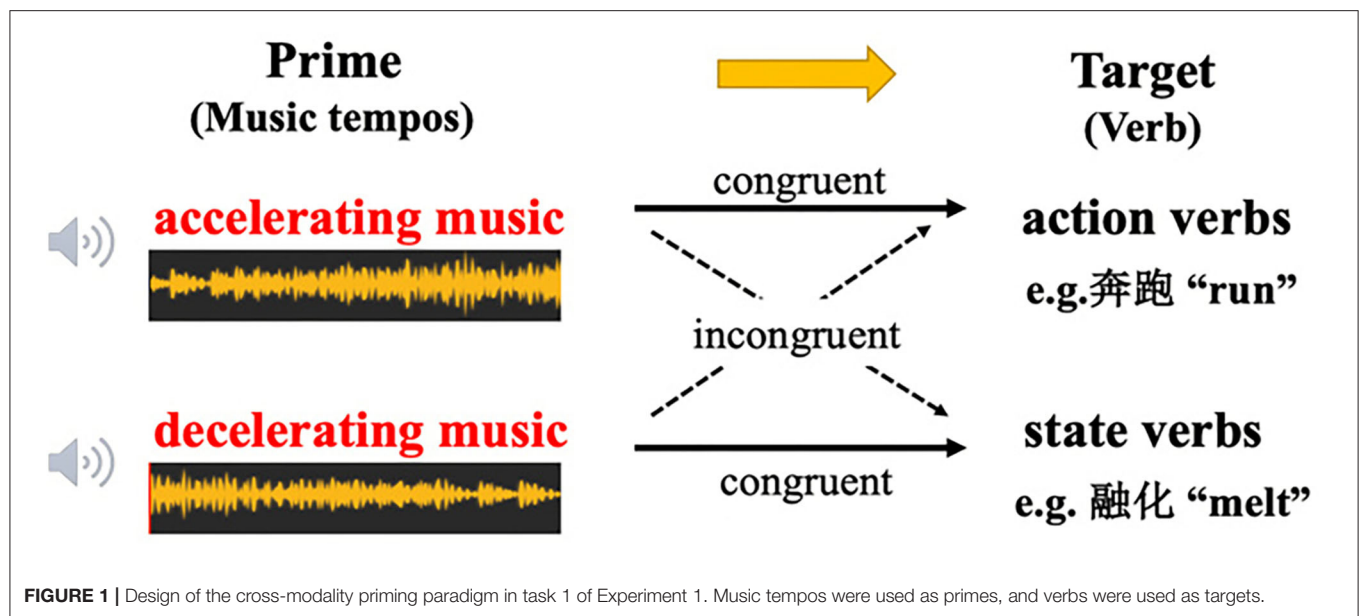 Prime
(Music tempos)
Target
(Verb)
congruent
accelerating music
action verbs
e.g.奔跑 “run”
incongruent
decelerating music
state verbs
congruent
e.g. 融化 “melt”
FIGURE 1 | Design of the cross-modality priming paradigm in task 1 of Experiment 1. Music tempos were used as primes, and verbs were used as targets.